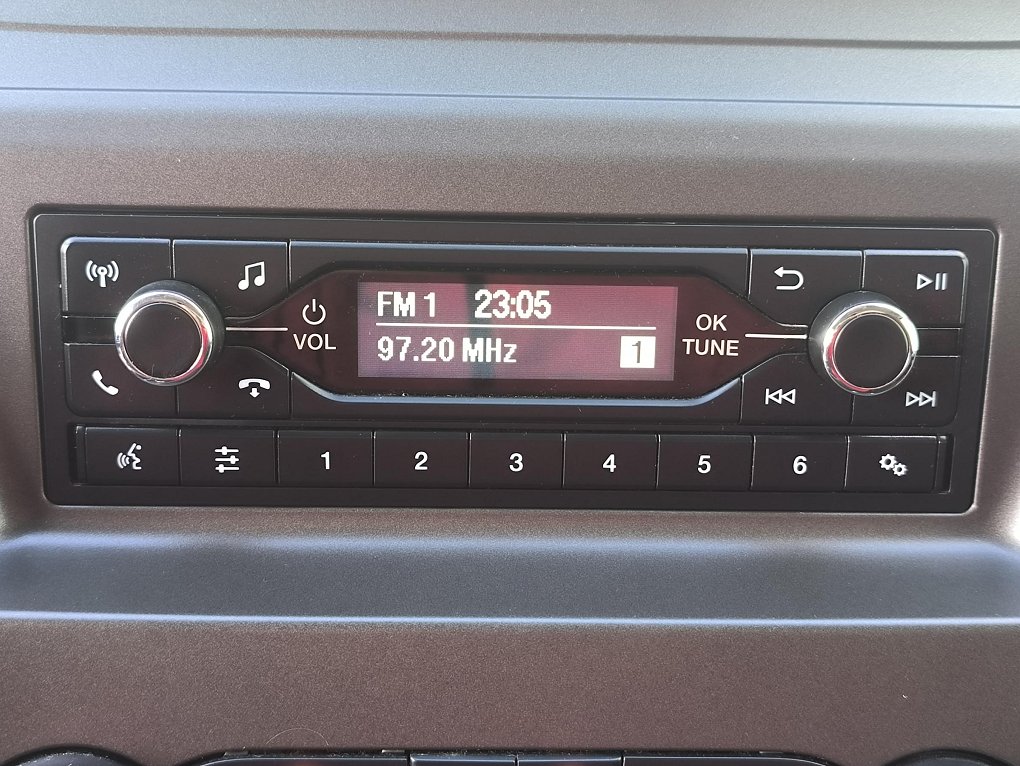 FM 1 23:05
97.20 MHz 1
VOL
OK
TUNE
1 2 3 4 5 6